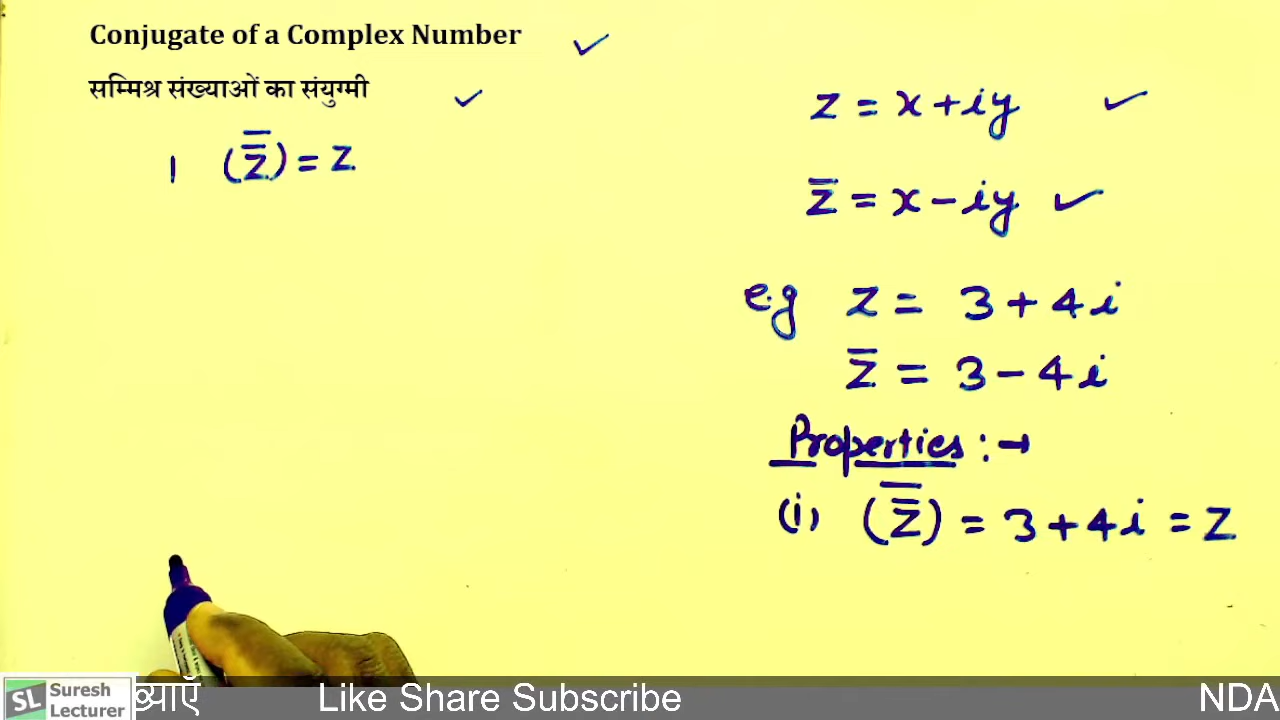 Conjugate of a Complex Number
सम्मिश्र संख्याओं का संयुग्मी
1 (z̅̅) = z
z = x + iy
z̅ = x - iy
e.g z = 3 + 4i
z̅ = 3 - 4i
Properties :→
(i) (z̅̅) = 3 + 4i = z
SL Suresh Lecturer
Like Share Subscribe
NDA